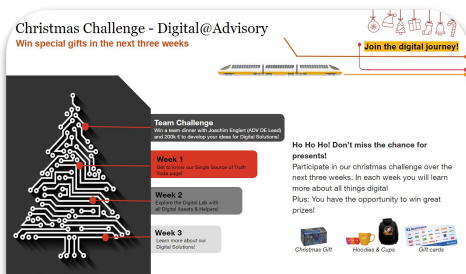 Christmas Challenge - Digital@Advisory
Win special gifts in the next three weeks
Join the digital journey!
Team Challenge
Win a team dinner with Joachim Englert (ADV DE Lead)
and 200k € to develop your ideas for Digital Solutions!
Week 1
Get to know our Single Source of Truth
page!
Week 2
Explore the Digital Lab with
all Digital Assets & Helpers!
Week 3
Learn more about our
Digital Solutions!
Ho Ho Ho! Don't miss the chance for
presents!
Participate in our christmas challenge over the
next three weeks. In each week you will learn
more about all things digital
Plus: You have the opportunity to win great
prizes!
Christmas Gift
Hoodies & Cups
Gift cards